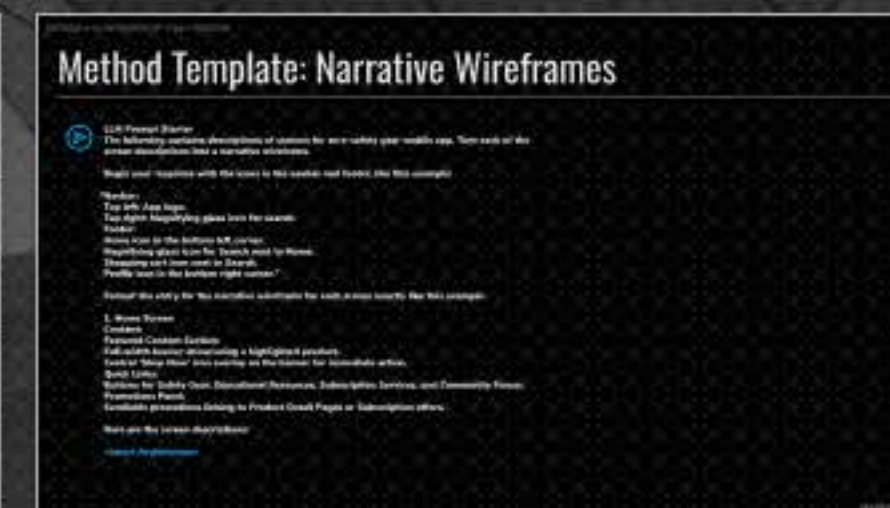 Method Template: Narrative Wireframes
LLM Prompt Starter
The following contains descriptions of screens for an e-safety gear mobile app. Turn each of the
screen descriptions into a narrative wireframe.
Begin your response with the icons in the navbar and footer, like this example:
"Navbar:
Top left: App logo.
Top right: Magnifying glass icon for search.
Footer:
Home icon in the bottom left corner.
Magnifying glass icon for Search next to Home.
Shopping cart icon next to Search.
Profile icon in the bottom right corner."
Format the entry for the narrative wireframe for each screen exactly like this example:
1. Home Screen
Content:
Featured Content Section:
Full-width banner showcasing a highlighted product.
Central "Shop Now" icon overlay on the banner for immediate action.
Quick Links:
Buttons for Safety Gear, Educational Resources, Subscription Services, and Community Forum.
Promotions Panel:
promotions linking to Product Detail Pages or Subscription offers.
Here are the screen descriptions: